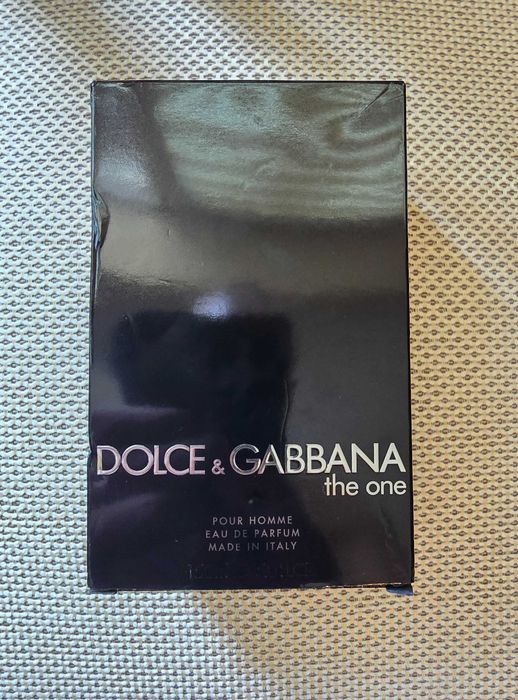 DOLCE & GABBANA
the one
POUR HOMME
EAU DE PARFUM
MADE IN ITALY